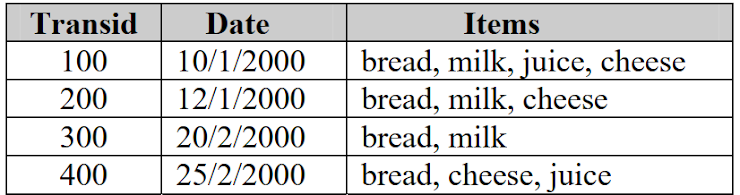 Transid Date Items
100 10/1/2000 bread, milk, juice, cheese
200 12/1/2000 bread, milk, cheese
300 20/2/2000 bread, milk
400 25/2/2000 bread, cheese, juice